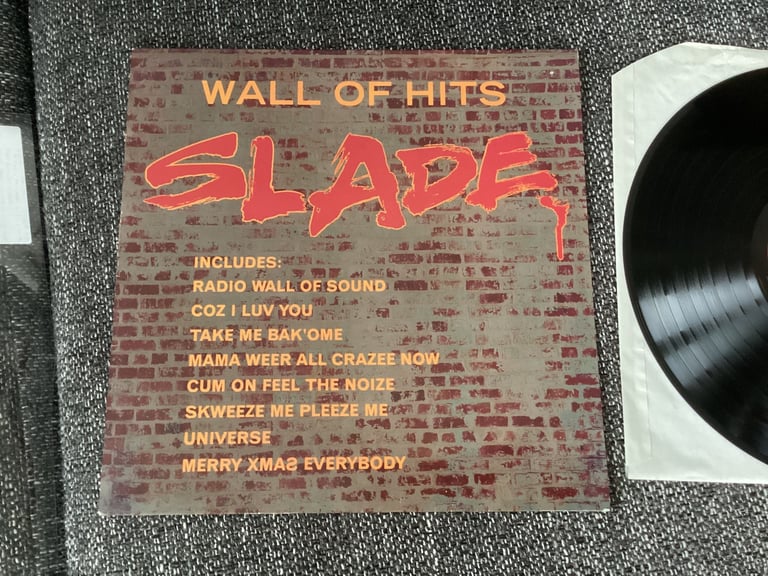 WALL OF HITS
SLADE
INCLUDES:
RADIO WALL OF SOUND
COZ I LUV YOU
TAKE ME BAK'OME
MAMA WEER ALL CRAZEE NOW
CUM ON FEEL THE NOIZE
SKWEEZE ME PLEEZE ME
UNIVERSE
MERRY XMAS EVERYBODY